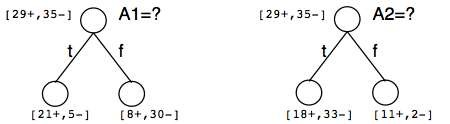 [29+,35-] A1=? [29+,35-] A2=?
t f t f
[21+,5-] [8+,30-] [18+,33-] [11+,2-]